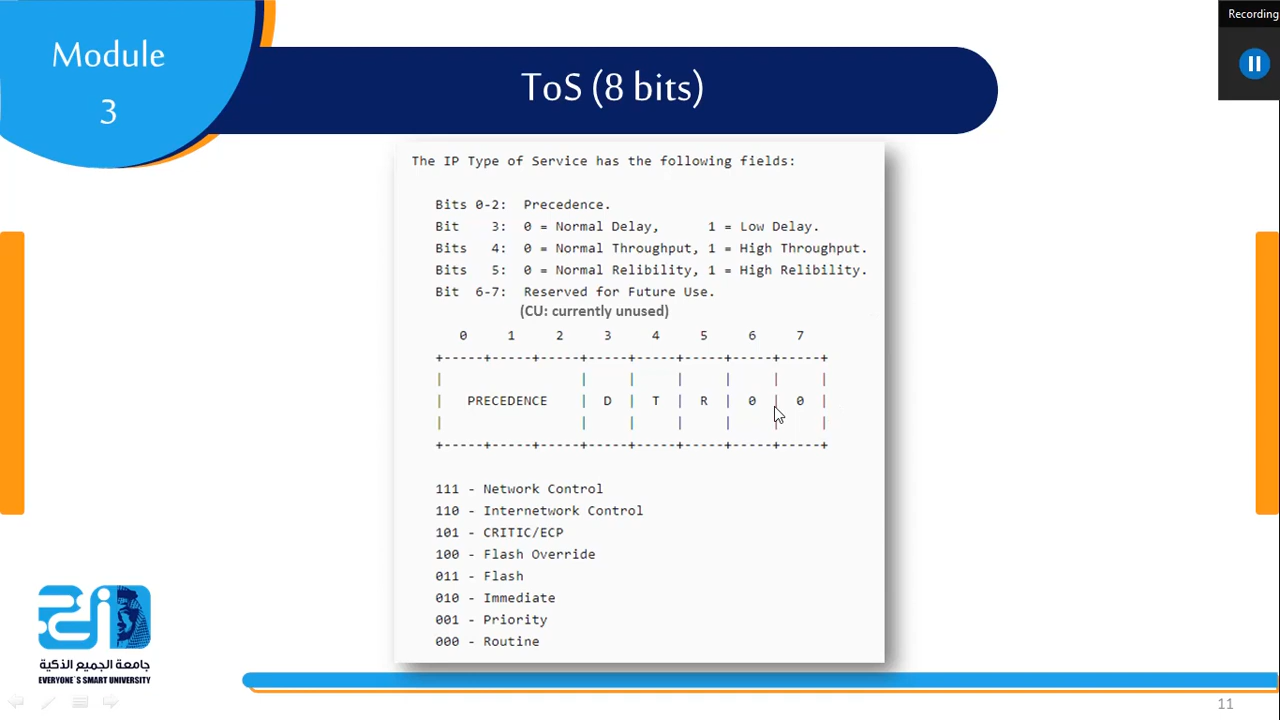 Recording
Module
3
ToS (8 bits)
The IP Type of Service has the following fields:
Bits 0-2: Precedence.
Bit 3: 0 = Normal Delay, 1 = Low Delay.
Bits 4: 0 = Normal Throughput, 1 = High Throughput.
Bits 5: 0 = Normal Relibility, 1 = High Relibility.
Bit 6-7: Reserved for Future Use.
(CU: currently unused)
0 1 2 3 4 5 6 7
+-----+-----+-----+-----+-----+-----+-----+-----+
| | | | | | |
| PRECEDENCE | D | T | R | 0 | 0 |
| | | | | | |
+-----+-----+-----+-----+-----+-----+-----+-----+
111 - Network Control
110 - Internetwork Control
101 - CRITIC/ECP
100 - Flash Override
011 - Flash
010 - Immediate
001 - Priority
000 - Routine
جامعة الجميع الذكية
EVERYONE`S SMART UNIVERSITY
11